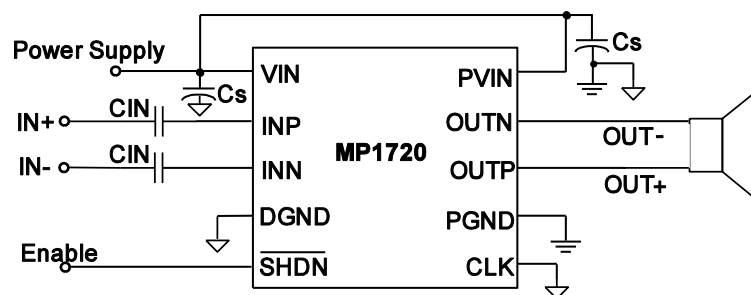 Power Supply
Cs
Cs
VIN
PVIN
IN+
CIN
INP
OUTN
OUT-
MP1720
IN-
CIN
INN
OUTP
OUT+
DGND
PGND
Enable
SHDN
CLK